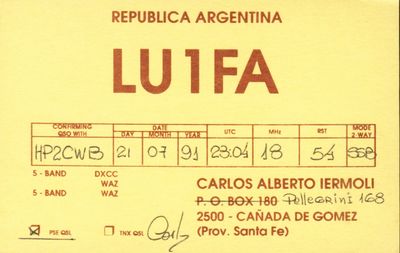 REPUBLICA ARGENTINA
LU1FA
CONFIRMING QSO WITH DATE DAY MONTH YEAR UTC MHz RST MODE 2-WAY
HP2CWB 21 07 91 23:04 18 54 SSB
5 - BAND DXCC
WAZ
5 - BAND WAZ
CARLOS ALBERTO IERMOLI
P. O. BOX 180 Pellegrini 168
2500 - CAÑADA DE GOMEZ
(Prov. Santa Fe)
PSE QSL TNX QSL